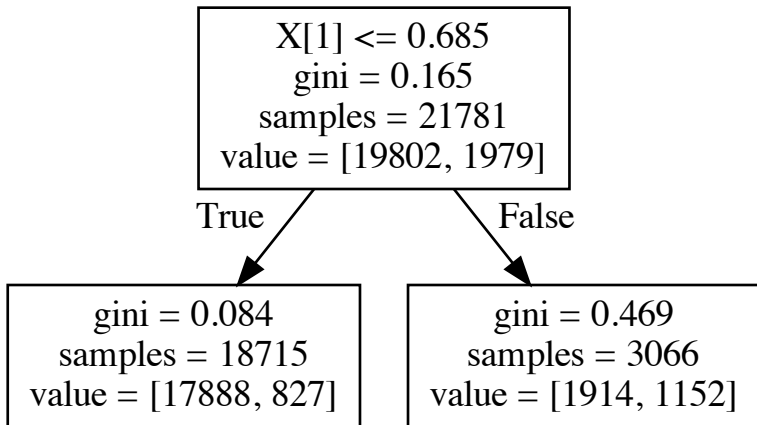 X[1] <= 0.685
gini = 0.165
samples = 21781
value = [19802, 1979]
True
False
gini = 0.084
samples = 18715
value = [17888, 827]
gini = 0.469
samples = 3066
value = [1914, 1152]